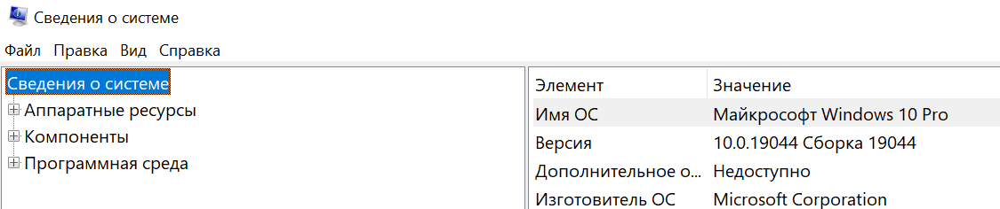 Сведения о системе
Файл Правка Вид Справка
Сведения о системе
Аппаратные ресурсы
Компоненты
Программная среда
Элемент Значение
Имя ОС Майкрософт Windows 10 Pro
Версия 10.0.19044 Сборка 19044
Дополнительное о... Недоступно
Изготовитель ОС Microsoft Corporation